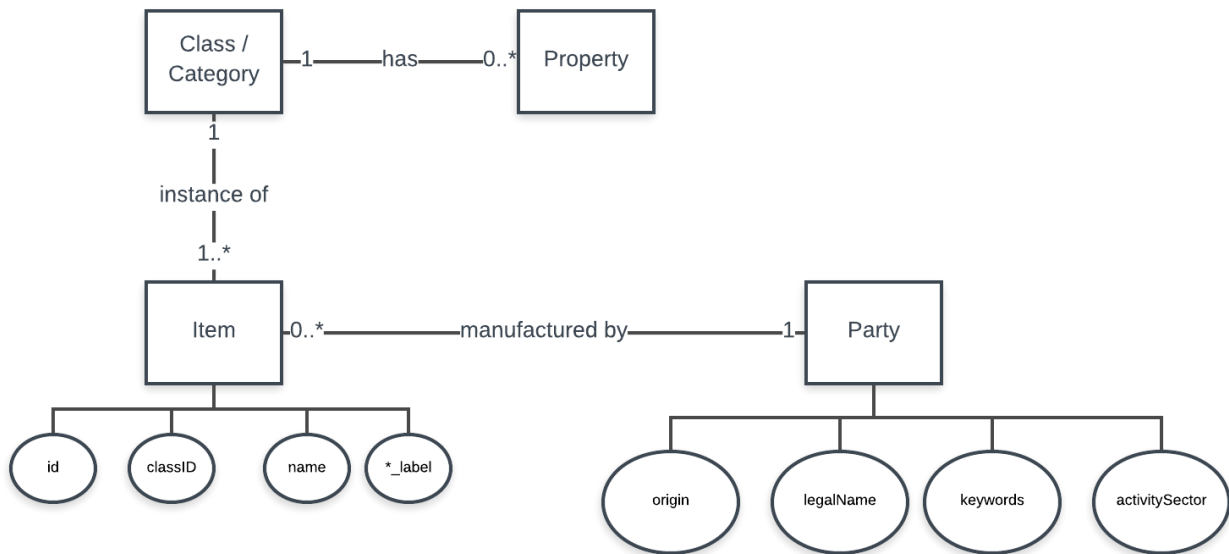 Class /
Category
1
has
0..*
Property
1
instance of
1..*
Item
0..*
manufactured by
1
Party
id
classID
name
*_label
origin
legalName
keywords
activitySector